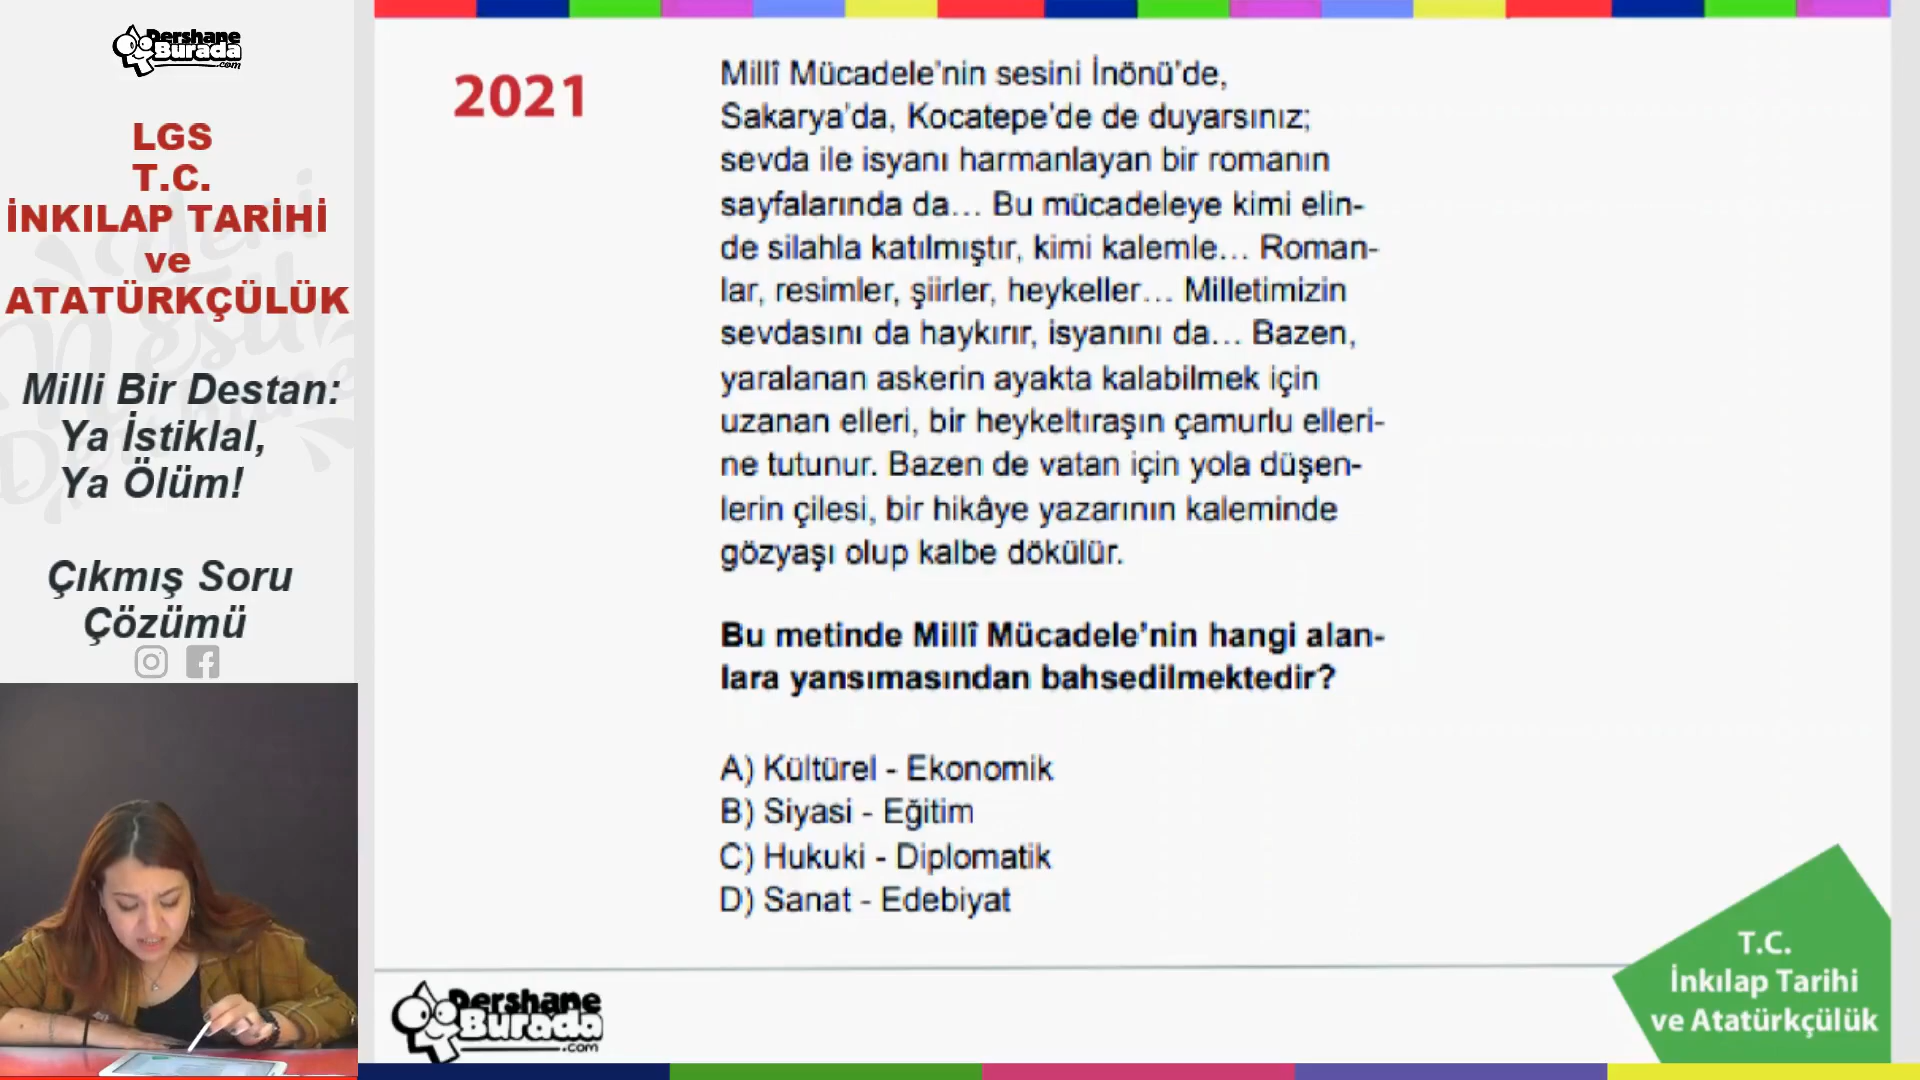 Dershane
Burada
.com
LGS
T.C.
İNKILAP TARİHİ
ve
ATATÜRKÇÜLÜK
Milli Bir Destan:
Ya İstiklal,
Ya Ölüm!
Çıkmış Soru
Çözümü
2021
Millî Mücadele'nin sesini İnönü'de,
Sakarya'da, Kocatepe'de de duyarsınız;
sevda ile isyanı harmanlayan bir romanın
sayfalarında da… Bu mücadeleye kimi elin-
de silahla katılmıştır, kimi kalemle… Roman-
lar, resimler, şiirler, heykeller… Milletimizin
sevdasını da haykırır, isyanını da… Bazen,
yaralanan askerin ayakta kalabilmek için
uzanan elleri, bir heykeltıraşın çamurlu elleri-
ne tutunur. Bazen de vatan için yola düşen-
lerin çilesi, bir hikâye yazarının kaleminde
gözyaşı olup kalbe dökülür.
Bu metinde Millî Mücadele'nin hangi alan-
lara yansımasından bahsedilmektedir?
A) Kültürel - Ekonomik
B) Siyasi - Eğitim
C) Hukuki - Diplomatik
D) Sanat - Edebiyat
Dershane
Burada
.com
T.C.
İnkılap Tarihi
ve Atatürkçülük